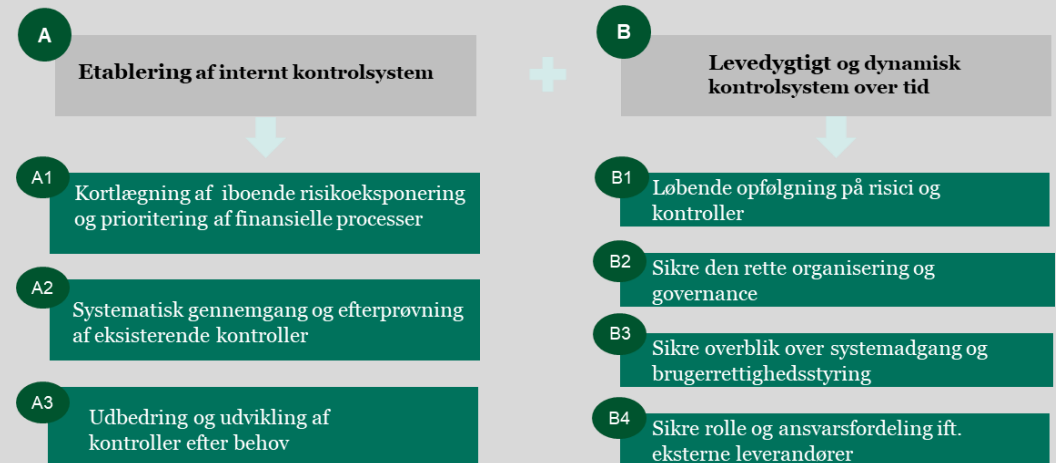 A
Etablering af internt kontrolsystem
A1
Kortlægning af iboende risikoeksponering
og prioritering af finansielle processer
A2
Systematisk gennemgang og efterprøvning
af eksisterende kontroller
A3
Udbedring og udvikling af
kontroller efter behov
B
Levedygtigt og dynamisk
kontrolsystem over tid
B1
Løbende opfølgning på risici og
kontroller
B2
Sikre den rette organisering og
governance
B3
Sikre overblik over systemadgang og
brugerrettighedsstyring
B4
Sikre rolle og ansvarsfordeling ift.
eksterne leverandører